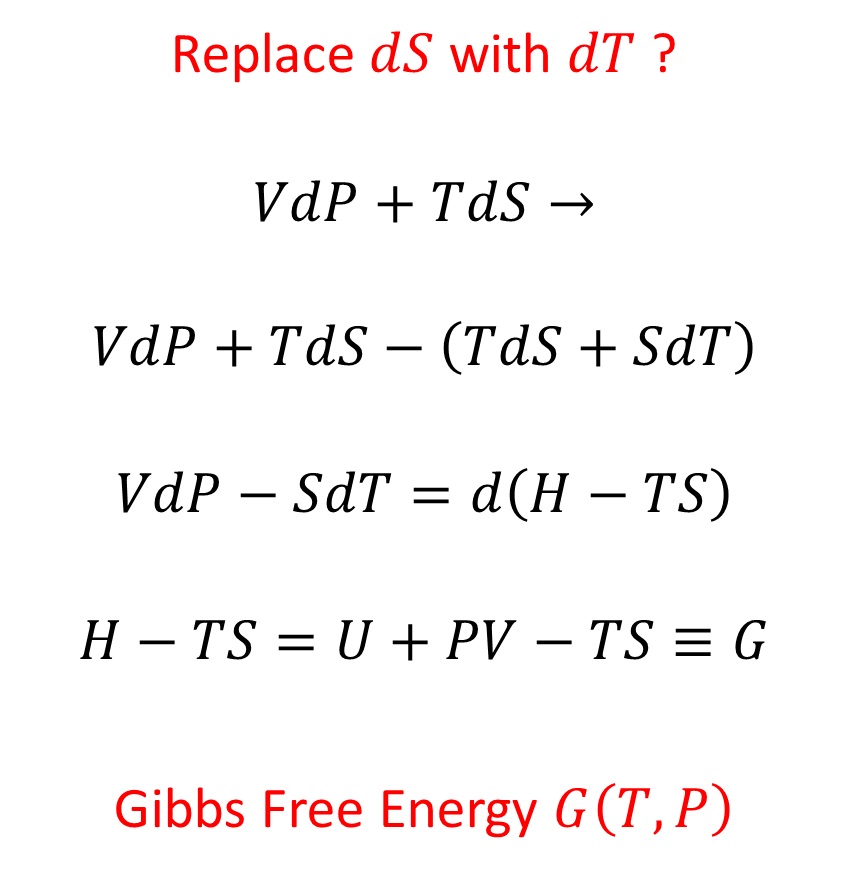 Replace dS with dT ?
VdP + TdS →
VdP + TdS − (TdS + SdT)
VdP − SdT = d(H − TS)
H − TS = U + PV − TS ≡ G
Gibbs Free Energy G(T, P)